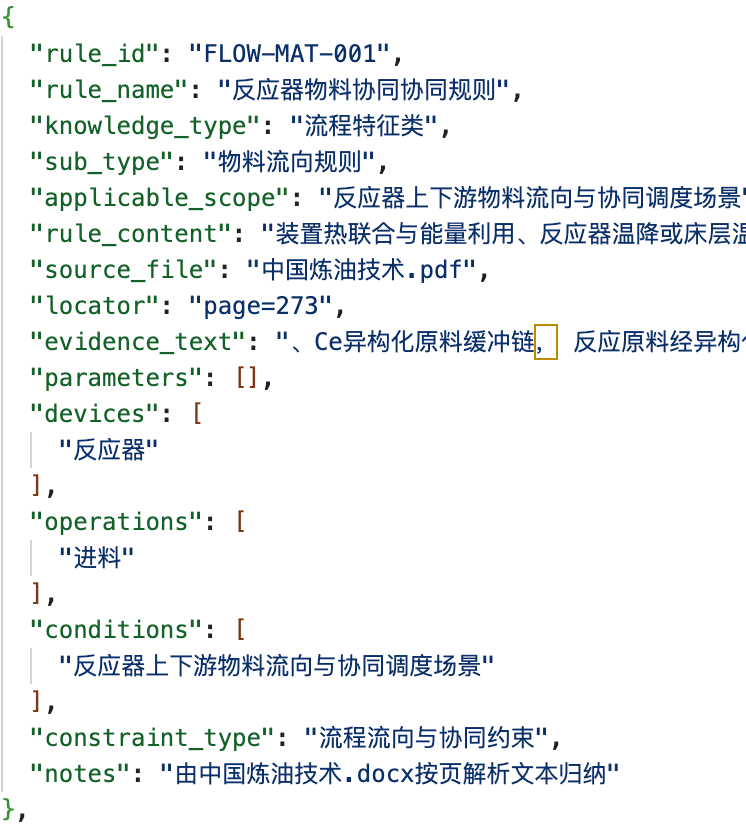 {
"rule_id": "FLOW-MAT-001",
"rule_name": "反应器物料协同协同规则",
"knowledge_type": "流程特征类",
"sub_type": "物料流向规则",
"applicable_scope": "反应器上下游物料流向与协同调度场景"
"rule_content": "装置热联合与能量利用、反应器温降或床层温
"source_file": "中国炼油技术.pdf",
"locator": "page=273",
"evidence_text": "、Ce异构化原料缓冲链， 反应原料经异构
"parameters": [],
"devices": [
"反应器"
],
"operations": [
"进料"
],
"conditions": [
"反应器上下游物料流向与协同调度场景"
],
"constraint_type": "流程流向与协同约束",
"notes": "由中国炼油技术.docx按页解析文本归纳"
},